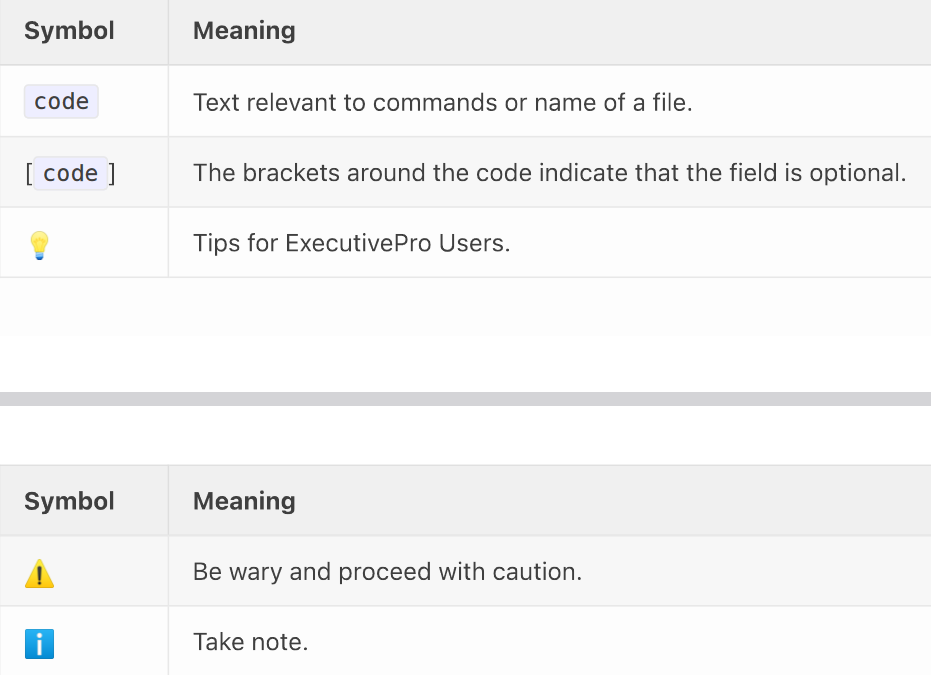 Symbol Meaning
code Text relevant to commands or name of a file.
[code] The brackets around the code indicate that the field is optional.
💡 Tips for ExecutivePro Users.
Symbol Meaning
⚠️ Be wary and proceed with caution.
ℹ️ Take note.